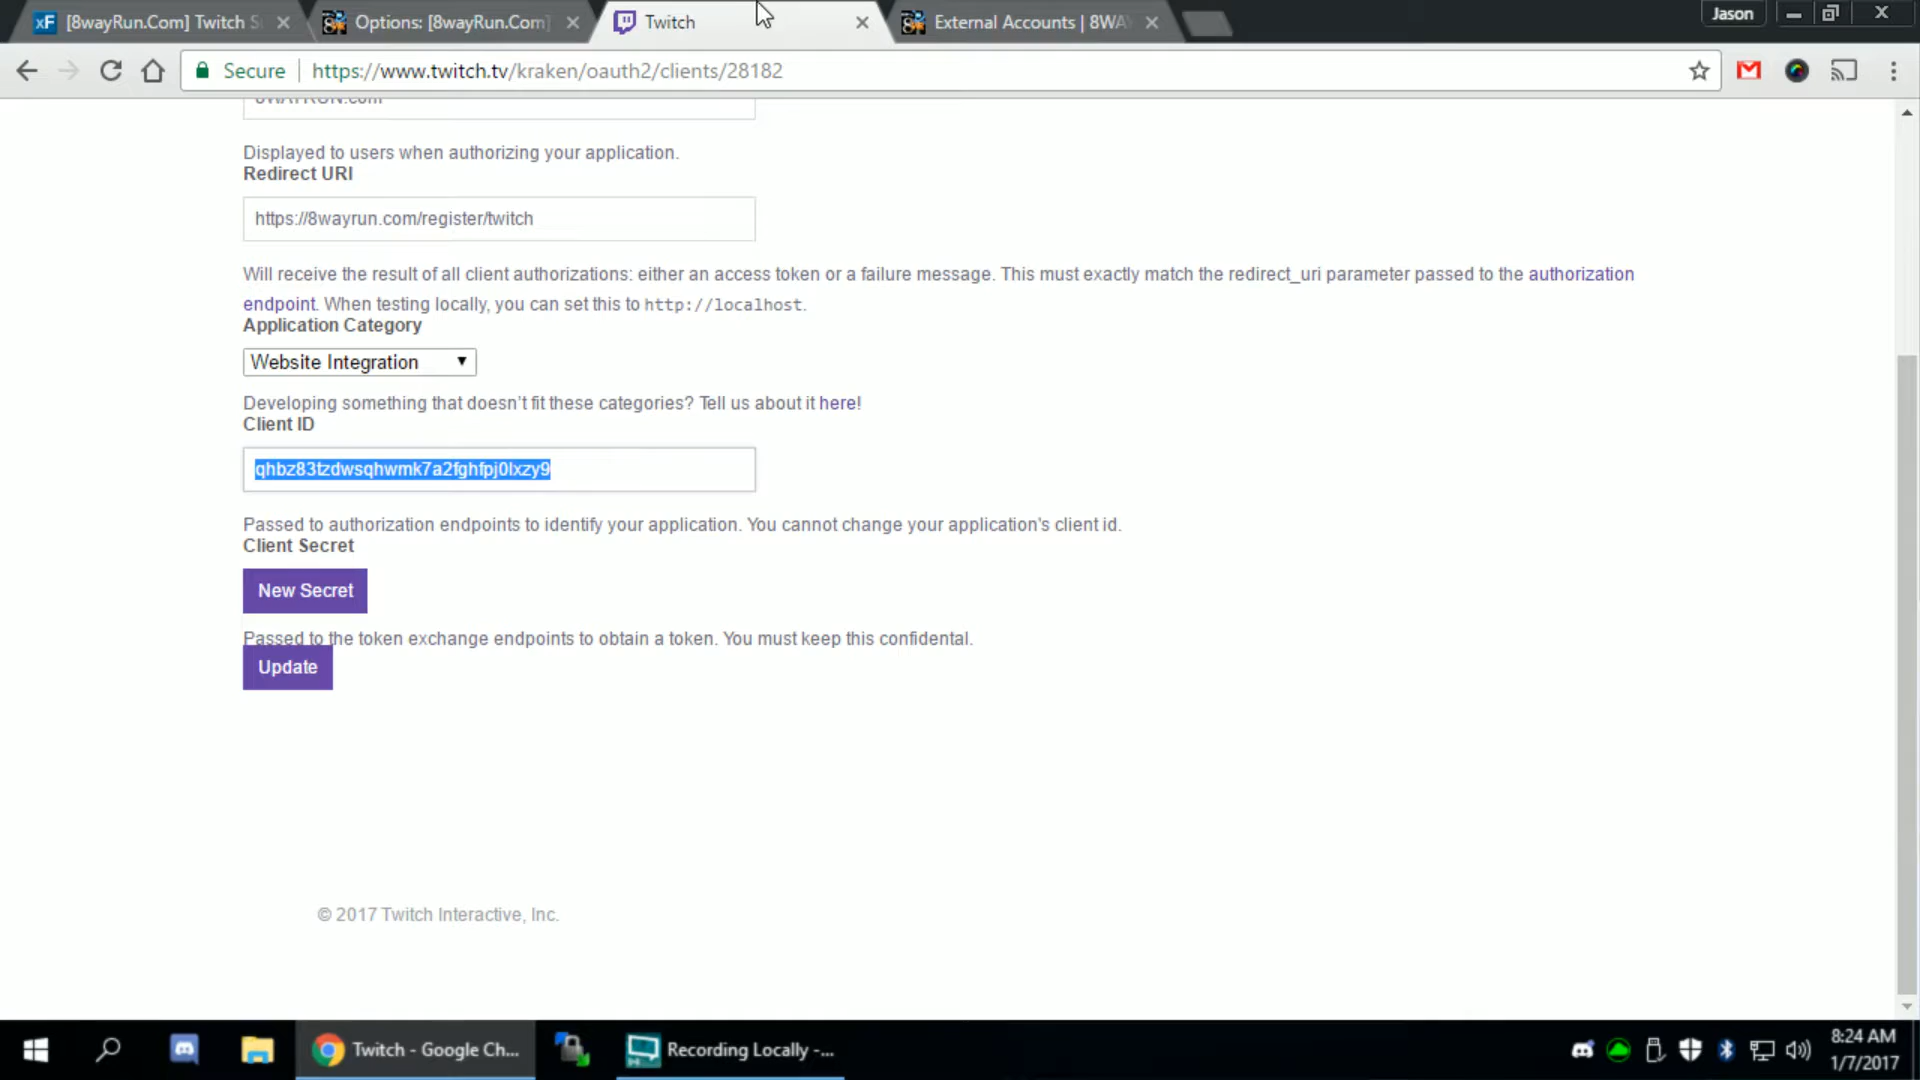 [8wayRun.Com] Twitch S
Options: [8wayRun.Com]
Twitch
External Accounts | 8WA
Jason
Secure
https://www.twitch.tv/kraken/oauth2/clients/28182
8WAYRUN.com
Displayed to users when authorizing your application.
Redirect URI
https://8wayrun.com/register/twitch
Will receive the result of all client authorizations: either an access token or a failure message. This must exactly match the redirect_uri parameter passed to the authorization
endpoint. When testing locally, you can set this to http://localhost.
Application Category
Website Integration
Developing something that doesn't fit these categories? Tell us about it here!
Client ID
qhbz83tzdwsqhwmk7a2fghfpj0lxzy9
Passed to authorization endpoints to identify your application. You cannot change your application's client id.
Client Secret
New Secret
Passed to the token exchange endpoints to obtain a token. You must keep this confidental.
Update
© 2017 Twitch Interactive, Inc.
Twitch - Google Ch...
Recording Locally -...
8:24 AM
1/7/2017